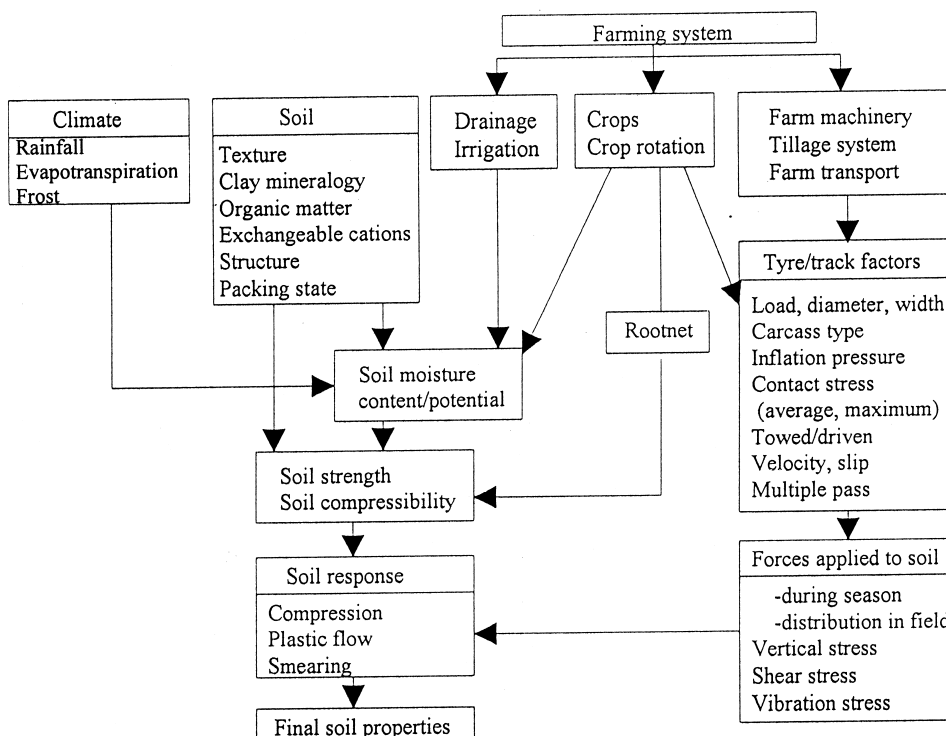 Farming system
Climate
Rainfall
Evapotranspiration
Frost
Soil
Texture
Clay mineralogy
Organic matter
Exchangeable cations
Structure
Packing state
Drainage
Irrigation
Crops
Crop rotation
Farm machinery
Tillage system
Farm transport
Tyre/track factors
Load, diameter, width
Carcass type
Inflation pressure
Contact stress
(average, maximum)
Towed/driven
Velocity, slip
Multiple pass
Rootnet
Soil moisture
content/potential
Soil strength
Soil compressibility
Soil response
Compression
Plastic flow
Smearing
Forces applied to soil
-during season
-distribution in field
Vertical stress
Shear stress
Vibration stress
Final soil properties